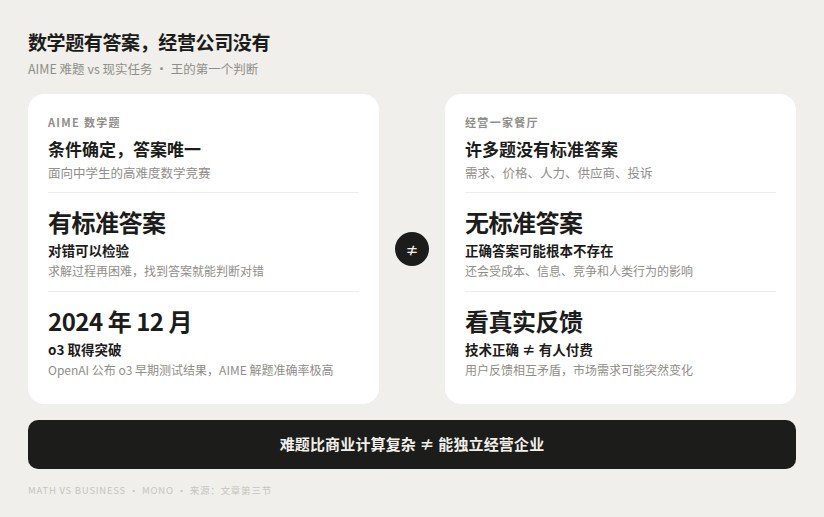 数学题有答案，经营公司没有
AIME 难题 vs 现实任务 · 王的第一个判断
AIME 数学题
条件确定，答案唯一
面向中学生的高难度数学竞赛
有标准答案
对错可以检验
求解过程再困难，找到答案就能判断对错
2024 年 12 月
o3 取得突破
OpenAI 公布 o3 早期测试结果，AIME 解题准确率极高
≠
经营一家餐厅
许多题没有标准答案
需求、价格、人力、供应商、投诉
无标准答案
正确答案可能根本不存在
还会受成本、信息、竞争和人类行为的影响
看真实反馈
技术正确 ≠ 有人付费
用户反馈相互矛盾，市场需求可能突然变化
难题比商业计算复杂 ≠ 能独立经营企业
MATH VS BUSINESS · MONO · 来源：文章第三节